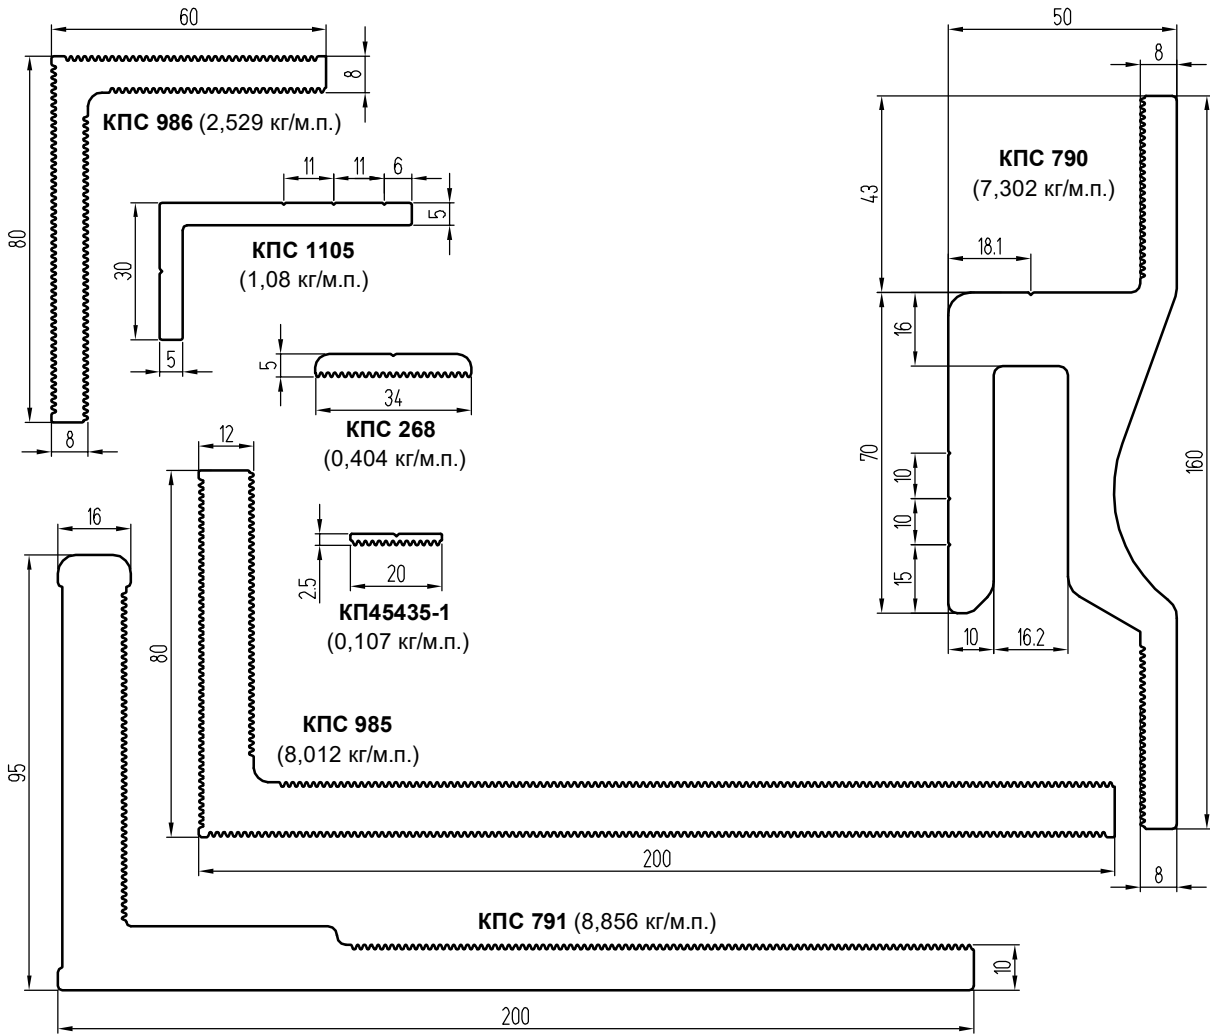 60
50
8
8
80
КПС 986 (2,529 кг/м.п.)
11
11
6
5
30
КПС 1105
(1,08 кг/м.п.)
5
8
43
КПС 790
(7,302 кг/м.п.)
18.1
16
70
10
10
15
10
16.2
160
8
5
34
КПС 268
(0,404 кг/м.п.)
2.5
20
КП45435-1
(0,107 кг/м.п.)
12
80
КПС 985
(8,012 кг/м.п.)
200
16
95
КПС 791 (8,856 кг/м.п.)
10
200